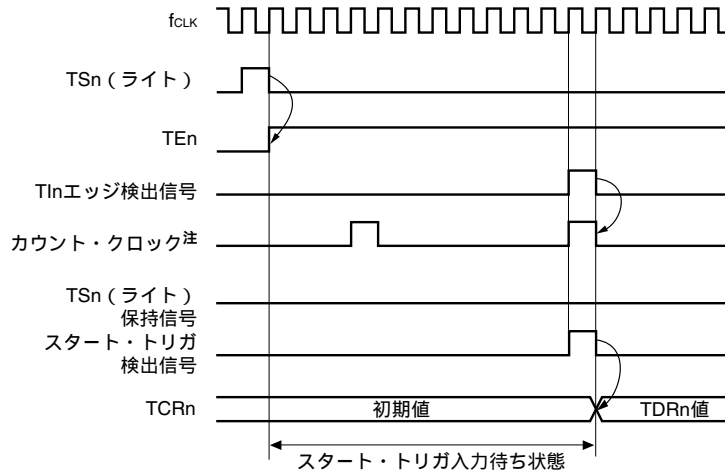 fCLK
TSn（ライト）
TEn
TInエッジ検出信号
カウント・クロック注
TSn（ライト）
保持信号
スタート・トリガ
検出信号
TCRn
初期値
TDRn値
スタート・トリガ入力待ち状態